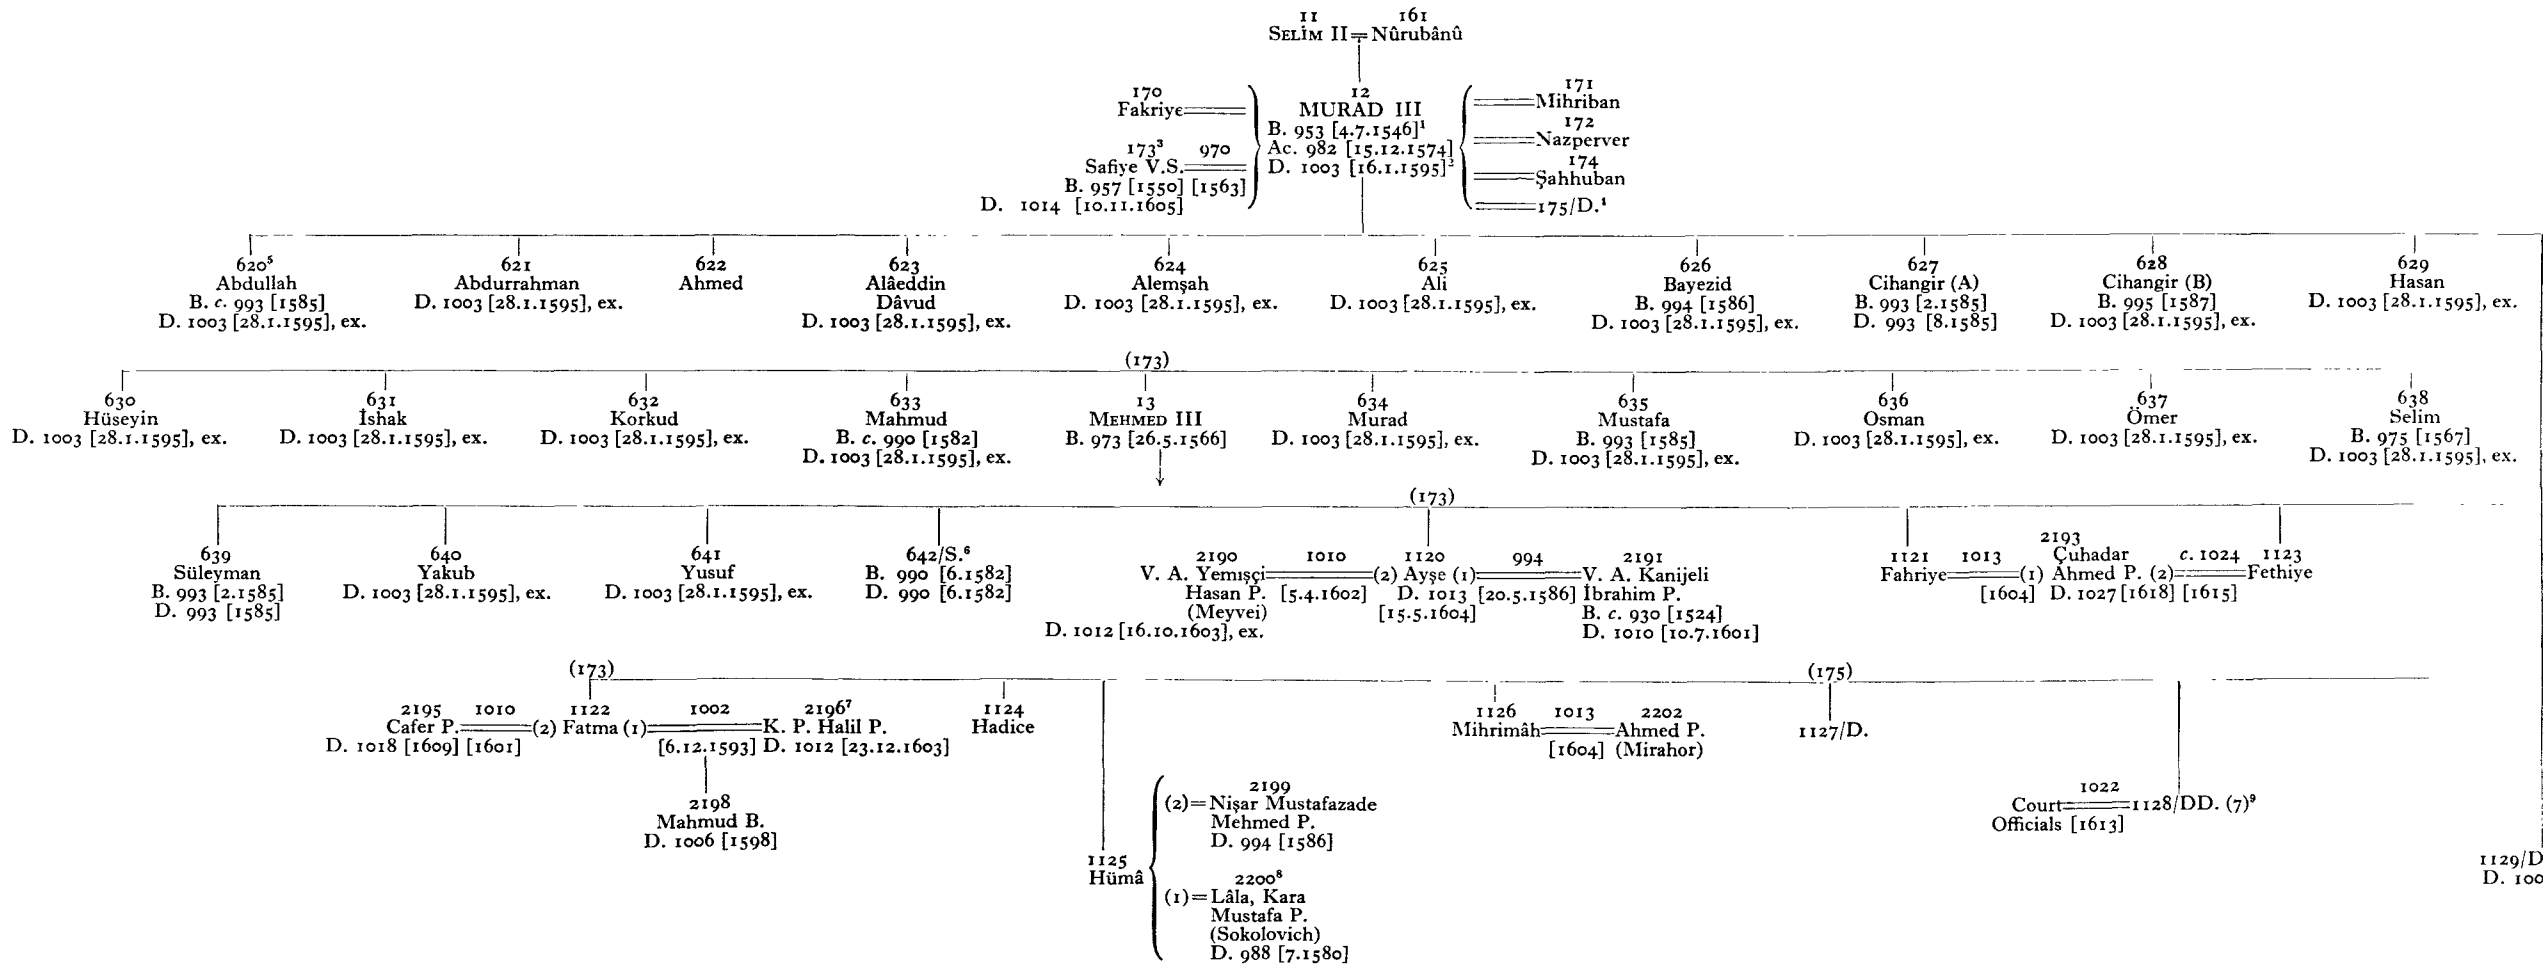 11 161
SELİM II Nûrubânû
170 12 171
Fakriye MURAD III Mihriban
B. 953 [4.7.1546]¹ 172
173³ 970 Ac. 982 [15.12.1574] Nazperver
Safiye V.S. D. 1003 [16.1.1595]² 174
B. 957 [1550] [1563] Şahhuban
D. 1014 [10.11.1605] 175/D.⁴
620⁵ 621 622 623 624 625 626 627 628 629
Abdullah Abdurrahman Ahmed Alâeddin Alemşah Ali Bayezid Cihangir (A) Cihangir (B) Hasan
B. c. 993 [1585] D. 1003 [28.1.1595], ex. Dâvud D. 1003 [28.1.1595], ex. D. 1003 [28.1.1595], ex. B. 994 [1586] B. 993 [2.1585] B. 995 [1587] D. 1003 [28.1.1595], ex.
D. 1003 [28.1.1595], ex. D. 1003 [28.1.1595], ex. D. 1003 [28.1.1595], ex. D. 993 [8.1585] D. 1003 [28.1.1595], ex.
(173)
630 631 632 633 13 634 635 636 637 638
Hüseyin İshak Korkud Mahmud MEHMED III Murad Mustafa Osman Ömer Selim
D. 1003 [28.1.1595], ex. D. 1003 [28.1.1595], ex. D. 1003 [28.1.1595], ex. B. c. 990 [1582] B. 973 [26.5.1566] D. 1003 [28.1.1595], ex. B. 993 [1585] D. 1003 [28.1.1595], ex. D. 1003 [28.1.1595], ex. B. 975 [1567]
D. 1003 [28.1.1595], ex. D. 1003 [28.1.1595], ex. D. 1003 [28.1.1595], ex.
(173)
639 640 641 642/S.⁶ 2190 1010 1120 994 2191 1121 1013 2193 c. 1024 1123
Süleyman Yakub Yusuf B. 990 [6.1582] V. A. Yemışçi (2) Ayşe (1) V. A. Kanijeli Fahriye (1) Çuhadar Ahmed P. (2) Fethiye
B. 993 [2.1585] D. 1003 [28.1.1595], ex. D. 1003 [28.1.1595], ex. D. 990 [6.1582] Hasan P. [5.4.1602] D. 1013 [20.5.1586] İbrahim P. [1604] D. 1027 [1618] [1615]
D. 993 [1585] (Meyvei) [15.5.1604] B. c. 930 [1524]
D. 1012 [16.10.1603], ex. D. 1010 [10.7.1601]
(173) (175)
2195 1010 1122 1002 2196⁷ 1124 1126 1013 2202
Cafer P. (2) Fatma (1) K. P. Halil P. Hadice Mihrimâh Ahmed P. 1127/D.
D. 1018 [1609] [1601] [6.12.1593] D. 1012 [23.12.1603] [1604] (Mirahor)
2198 2199 1022
Mahmud B. (2) Nişar Mustafazade Court 1128/DD. (7)⁹
D. 1006 [1598] Mehmed P. Officials [1613]
D. 994 [1586]
1125 1129/D
Hümâ D. 100
2200⁸
(1) Lâla, Kara
Mustafa P.
(Sokolovich)
D. 988 [7.1580]